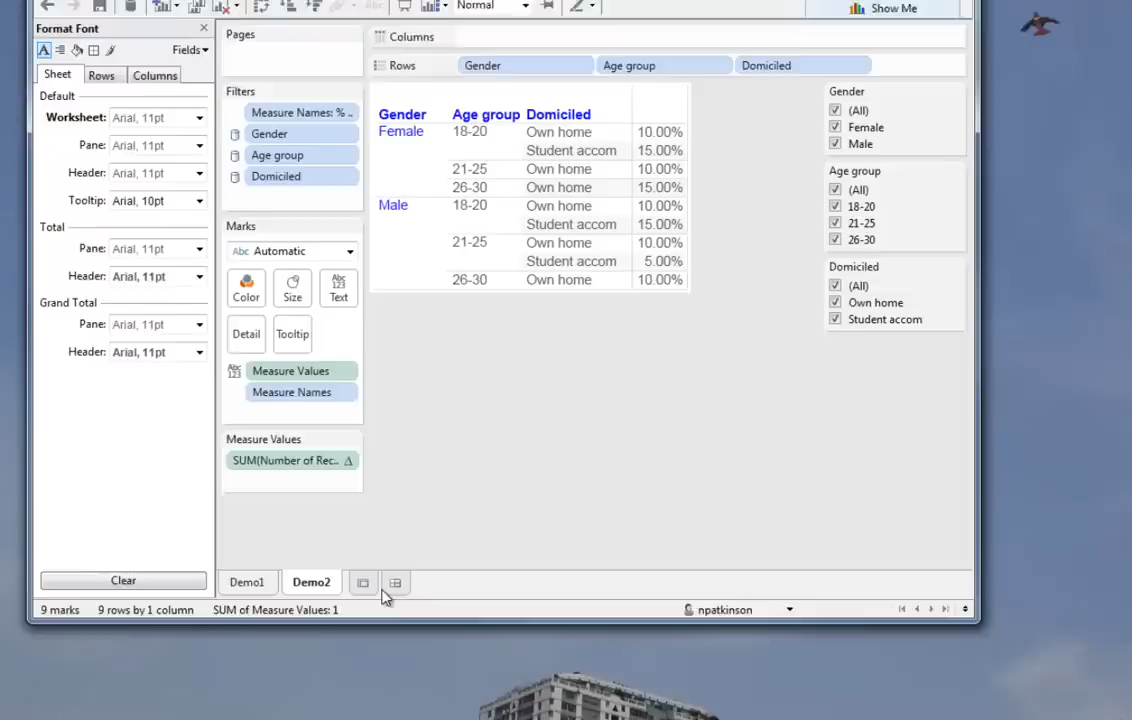 Abc
Normal
Show Me
Format Font
Fields
Sheet Rows Columns
Default
Worksheet: Arial, 11pt
Pane: Arial, 11pt
Header: Arial, 11pt
Tooltip: Arial, 10pt
Total
Pane: Arial, 11pt
Header: Arial, 11pt
Grand Total
Pane: Arial, 11pt
Header: Arial, 11pt
Clear
Pages
Filters
Measure Names: % ..
Gender
Age group
Domiciled
Marks
Abc Automatic
Color Size Abc 123 Text
Detail Tooltip
Abc 123 Measure Values
Measure Names
Measure Values
SUM(Number of Rec.. Δ
Columns
Rows Gender Age group Domiciled
Gender Age group Domiciled
Female 18-20 Own home 10.00%
Student accom 15.00%
21-25 Own home 10.00%
26-30 Own home 15.00%
Male 18-20 Own home 10.00%
Student accom 15.00%
21-25 Own home 10.00%
Student accom 5.00%
26-30 Own home 10.00%
Gender
(All)
Female
Male
Age group
(All)
18-20
21-25
26-30
Domiciled
(All)
Own home
Student accom
Demo1 Demo2
9 marks 9 rows by 1 column SUM of Measure Values: 1 npatkinson